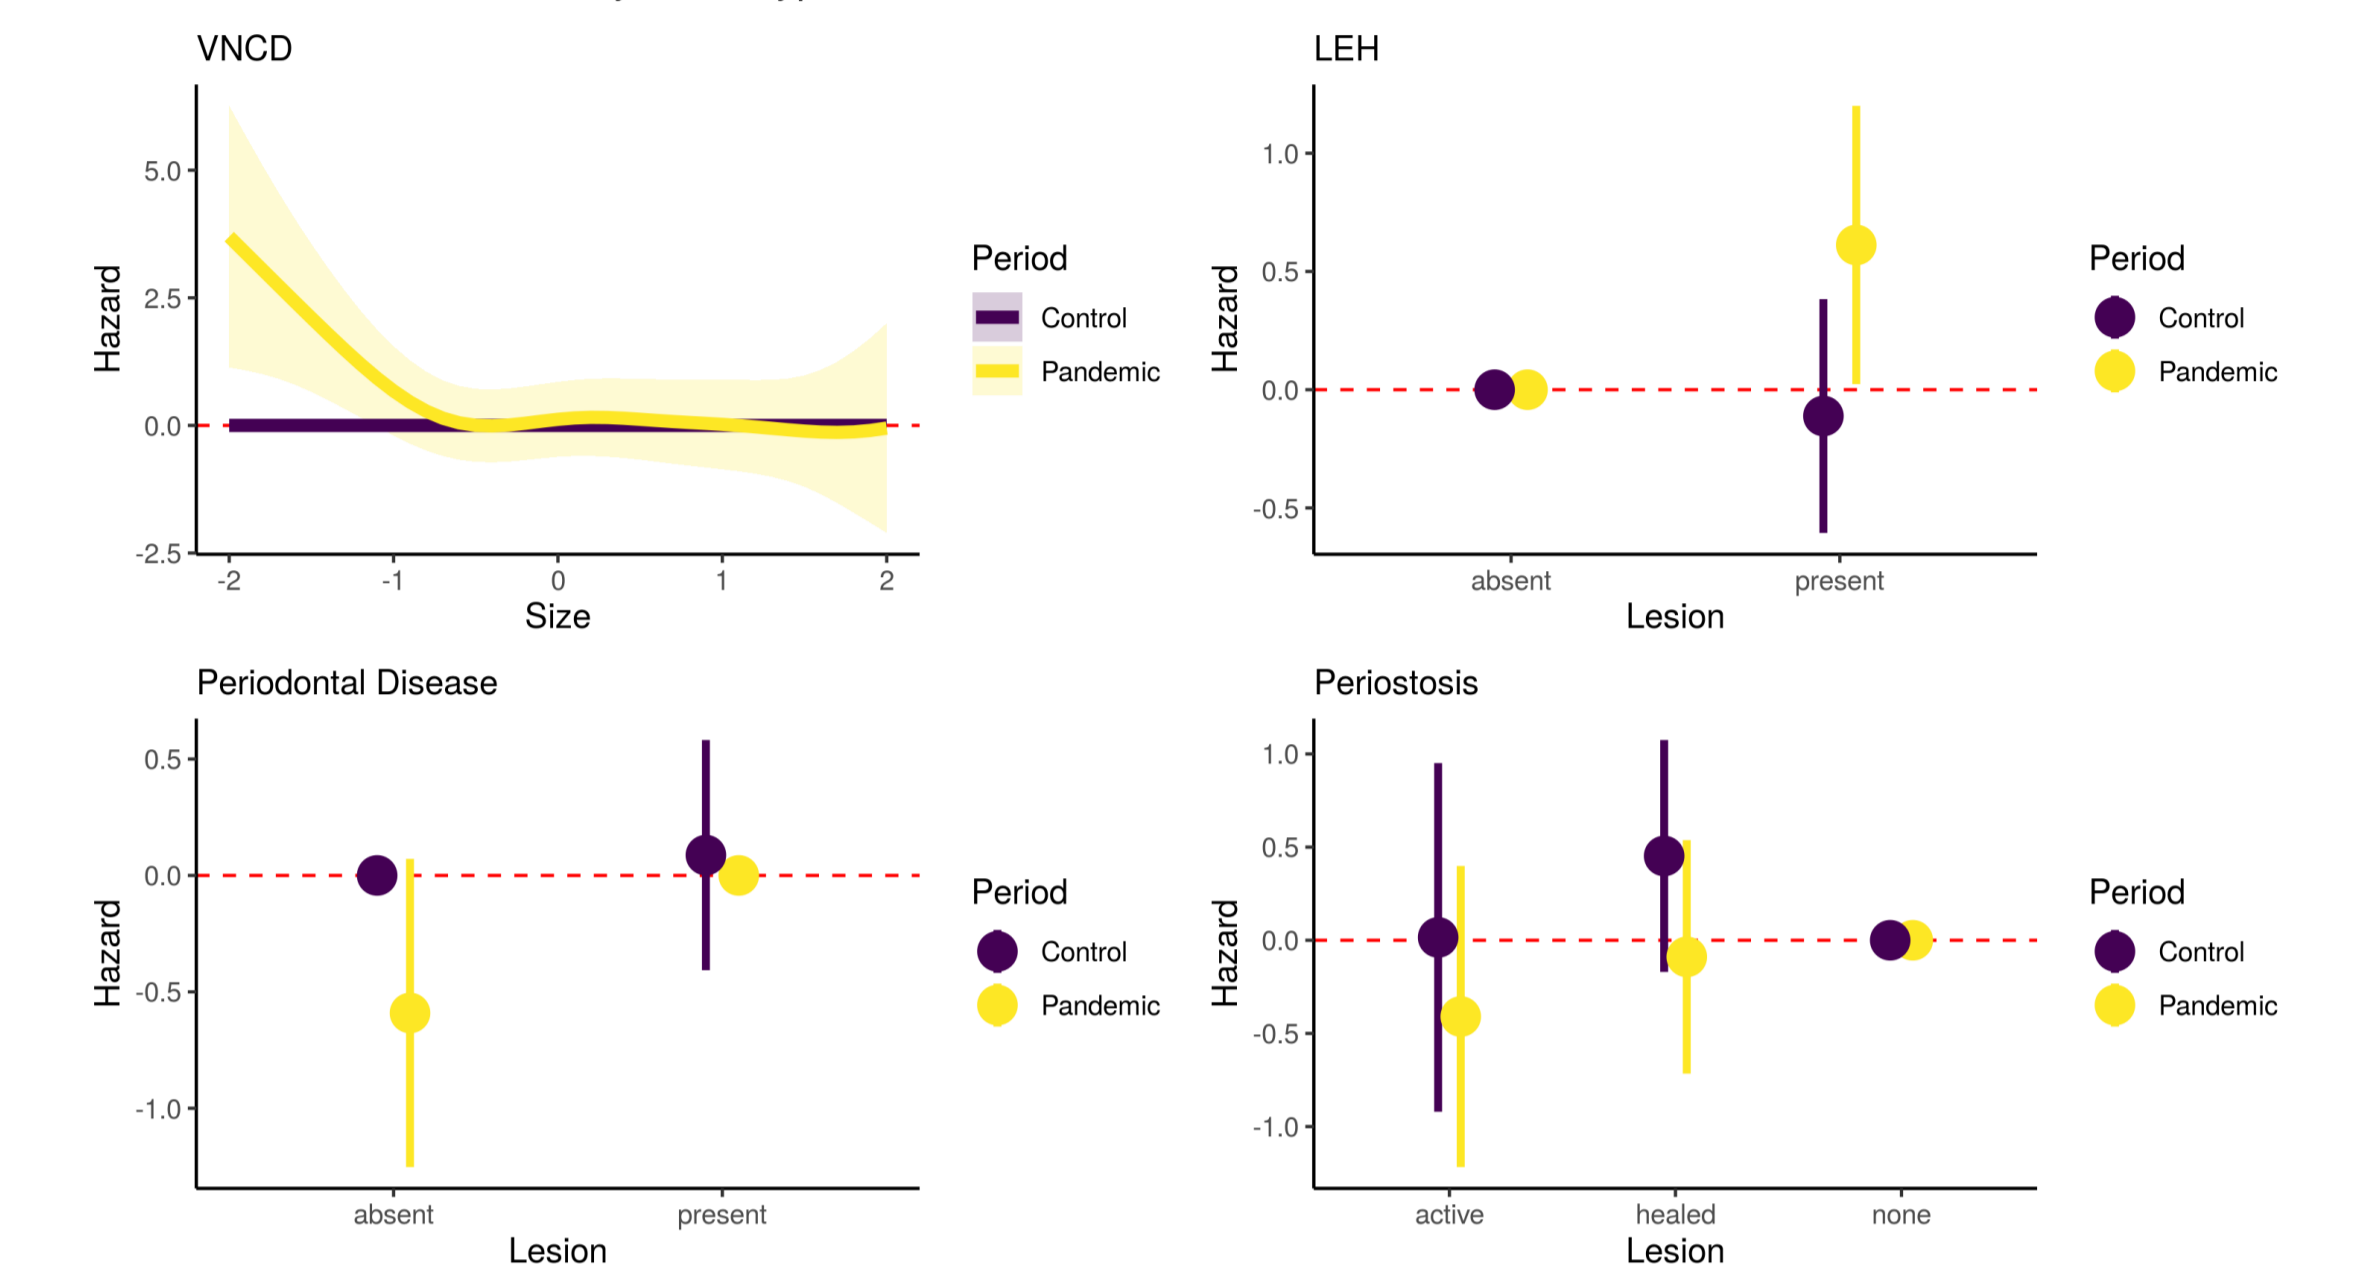 VNCD
Hazard
5.0
2.5
0.0
-2.5
-2 -1 0 1 2
Size
Period
Control
Pandemic
LEH
Hazard
1.0
0.5
0.0
-0.5
absent present
Lesion
Period
Control
Pandemic
Periodontal Disease
Hazard
0.5
0.0
-0.5
-1.0
absent present
Lesion
Period
Control
Pandemic
Periostosis
Hazard
1.0
0.5
0.0
-0.5
-1.0
active healed none
Lesion
Period
Control
Pandemic